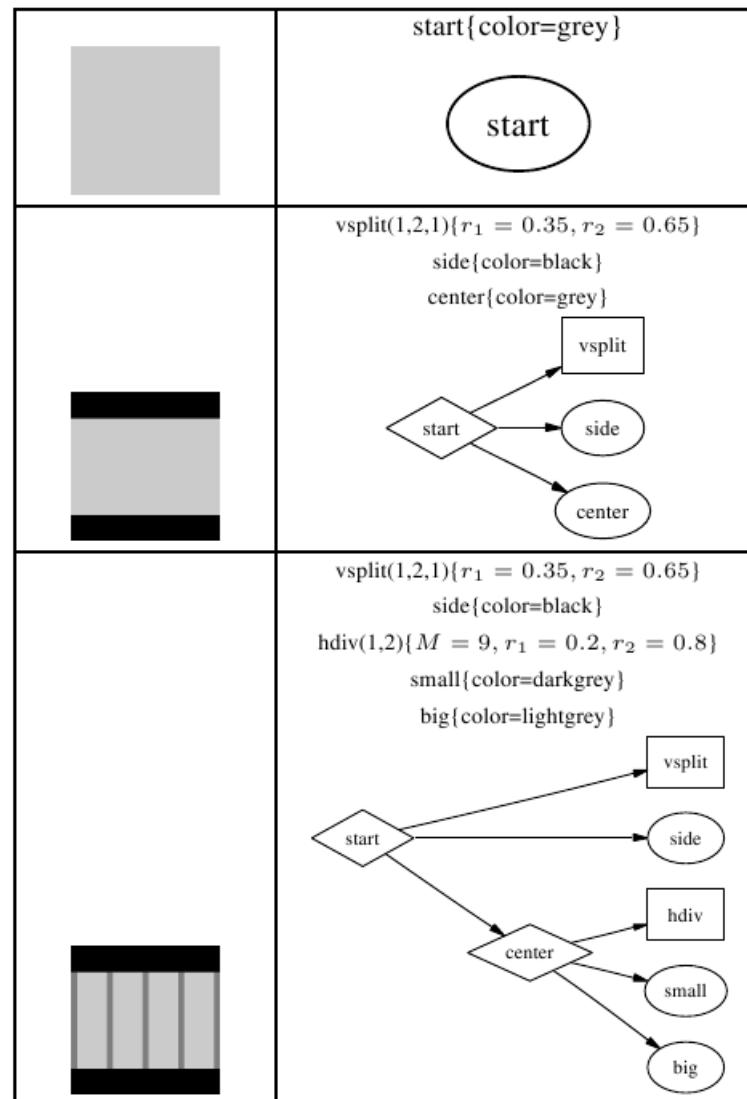 start{color=grey}
start
vsplit(1,2,1){r₁ = 0.35, r₂ = 0.65}
side{color=black}
center{color=grey}
vsplit
start
side
center
vsplit(1,2,1){r₁ = 0.35, r₂ = 0.65}
side{color=black}
hdiv(1,2){M = 9, r₁ = 0.2, r₂ = 0.8}
small{color=darkgrey}
big{color=lightgrey}
vsplit
start
side
hdiv
center
small
big